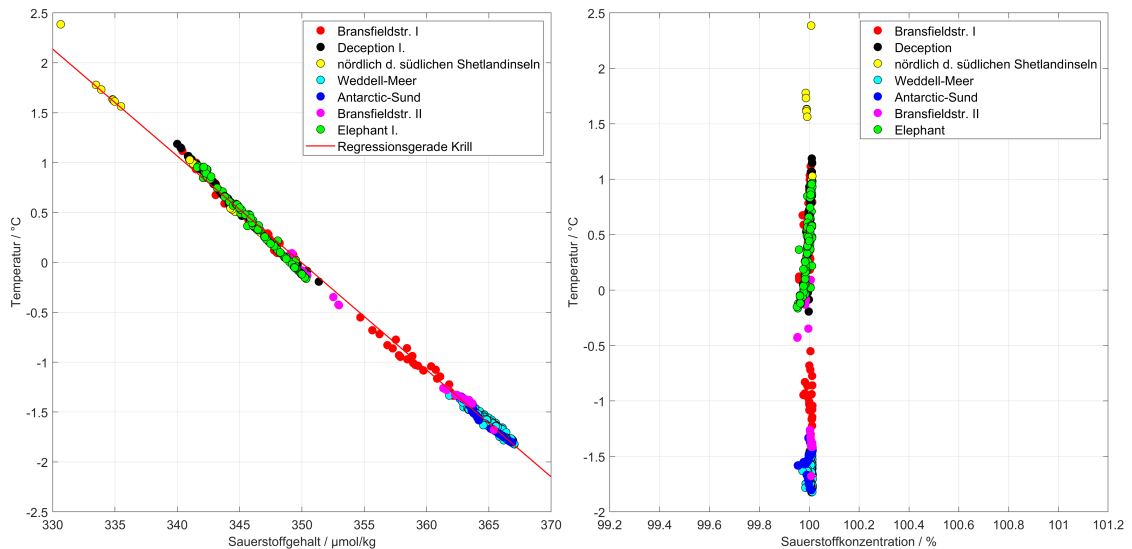 2.5
2
1.5
1
0.5
0
-0.5
-1
-1.5
-2
-2.5
Temperatur / °C
330
335
340
345
350
355
360
365
370
Sauerstoffgehalt / μmol/kg
Bransfieldstr. I
Deception I.
nördlich d. südlichen Shetlandinseln
Weddell-Meer
Antarctic-Sund
Bransfieldstr. II
Elephant I.
Regressionsgerade Krill
2.5
2
1.5
1
0.5
0
-0.5
-1
-1.5
-2
Temperatur / °C
99.2
99.4
99.6
99.8
100
100.2
100.4
100.6
100.8
101
101.2
Sauerstoffkonzentration / %
Bransfieldstr. I
Deception
nördlich d. südlichen Shetlandinseln
Weddell-Meer
Antarctic-Sund
Bransfieldstr. II
Elephant